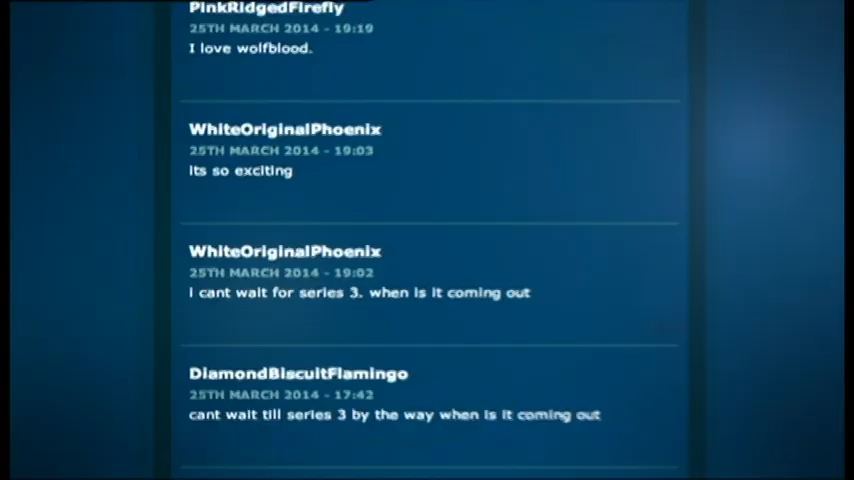 PinkRidgedFirefly
25TH MARCH 2014 - 19:19
I love wolfblood.
WhiteOriginalPhoenix
25TH MARCH 2014 - 19:03
its so exciting
WhiteOriginalPhoenix
25TH MARCH 2014 - 19:02
I cant wait for series 3. when is it coming out
DiamondBiscuitFlamingo
25TH MARCH 2014 - 17:42
cant wait till series 3 by the way when is it coming out